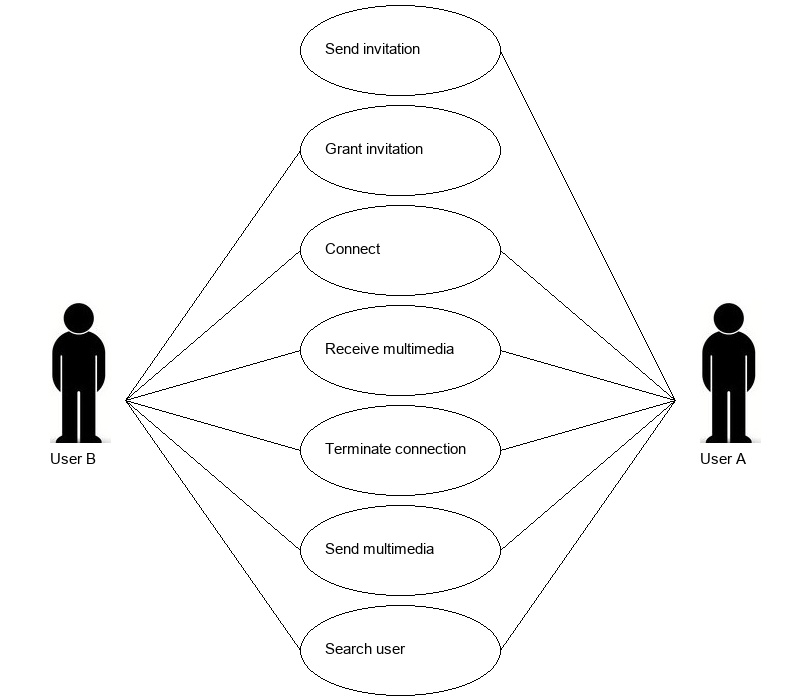 Send invitation
Grant invitation
Connect
Receive multimedia
Terminate connection
User B
User A
Send multimedia
Search user